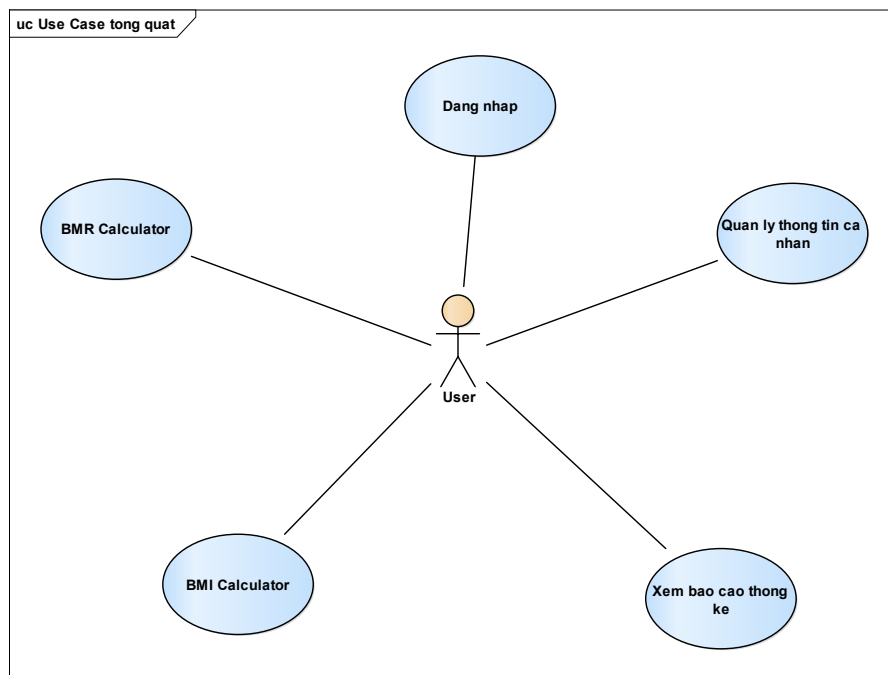 uc Use Case tong quat
Dang nhap
BMR Calculator
Quan ly thong tin ca
nhan
User
BMI Calculator
Xem bao cao thong
ke